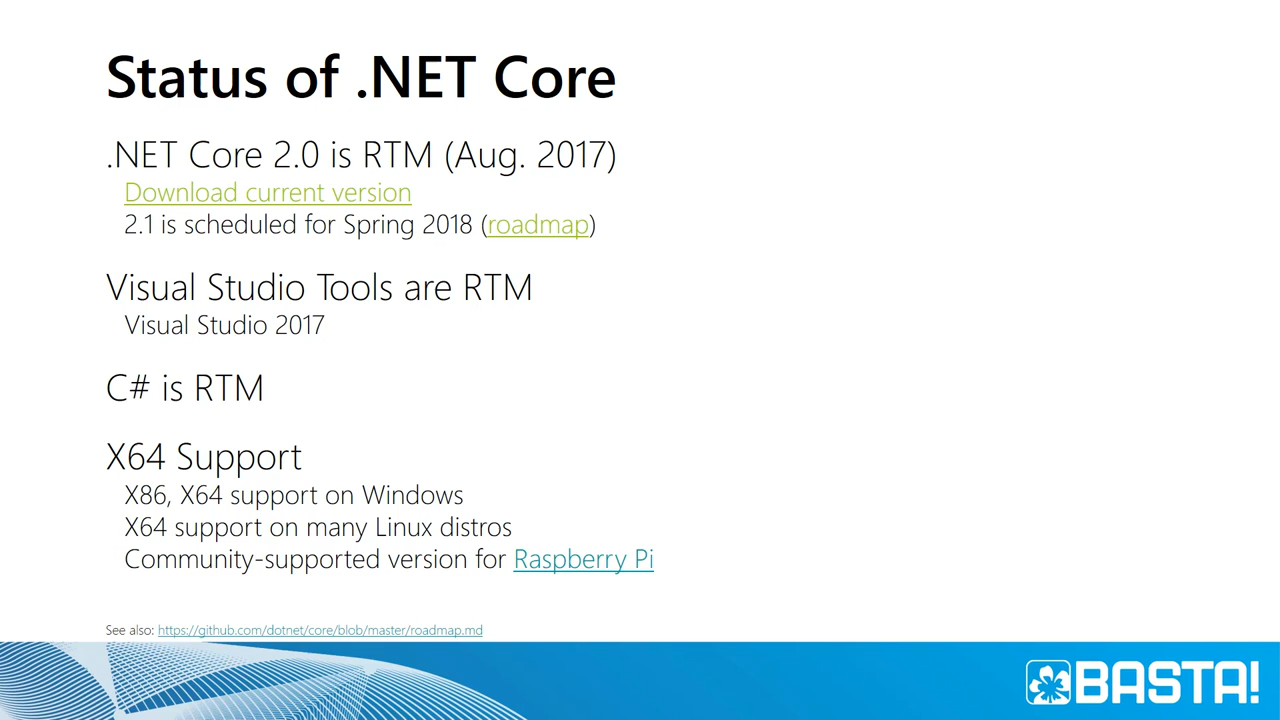 Status of .NET Core
.NET Core 2.0 is RTM (Aug. 2017)
Download current version
2.1 is scheduled for Spring 2018 (roadmap)
Visual Studio Tools are RTM
Visual Studio 2017
C# is RTM
X64 Support
X86, X64 support on Windows
X64 support on many Linux distros
Community-supported version for Raspberry Pi
See also: https://github.com/dotnet/core/blob/master/roadmap.md
BASTA!